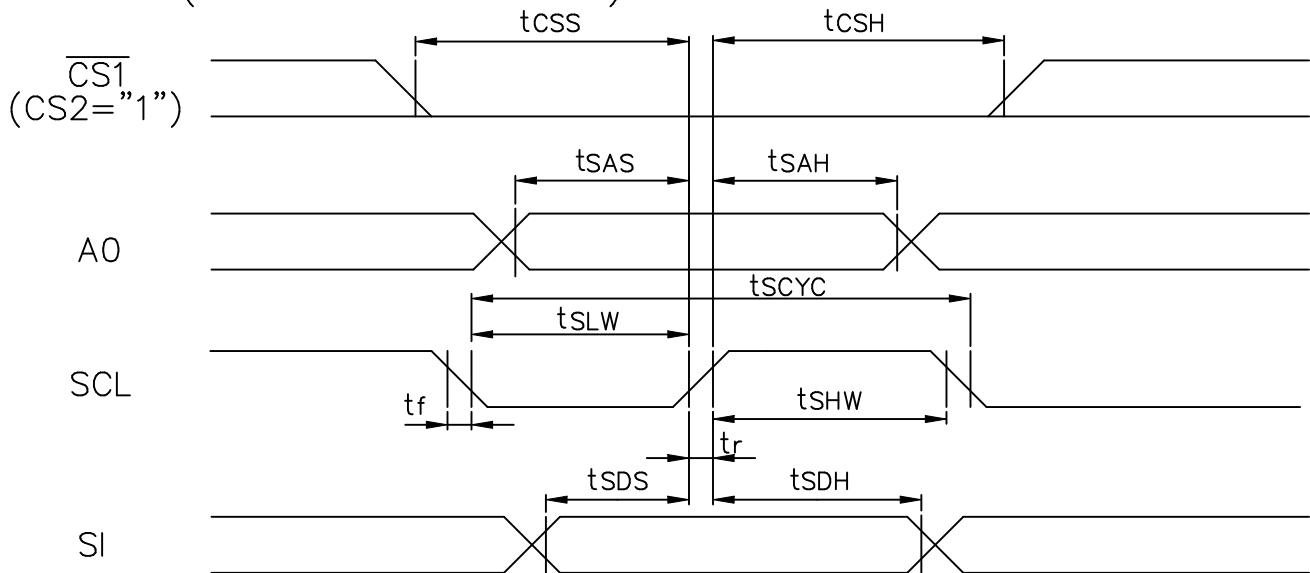 tCSS
tCSH
CS1
(CS2="1")
tSAS
tSAH
A0
tSCYC
tSLW
SCL
tf
tSHW
tr
tSDS
tSDH
SI